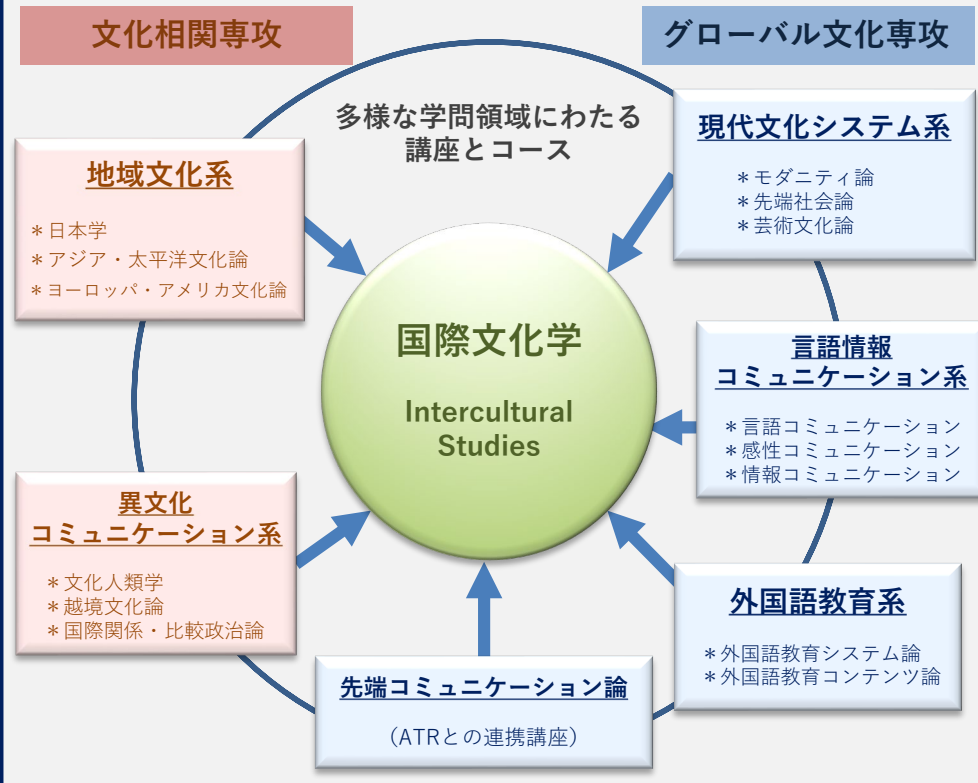 文化相関専攻
グローバル文化専攻
多様な学問領域にわたる
講座とコース
地域文化系
＊日本学
＊アジア・太平洋文化論
＊ヨーロッパ・アメリカ文化論
現代文化システム系
＊モダニティ論
＊先端社会論
＊芸術文化論
国際文化学
Intercultural
Studies
言語情報
コミュニケーション系
＊言語コミュニケーション
＊感性コミュニケーション
＊情報コミュニケーション
異文化
コミュニケーション系
＊文化人類学
＊越境文化論
＊国際関係・比較政治論
外国語教育系
＊外国語教育システム論
＊外国語教育コンテンツ論
先端コミュニケーション論
（ATRとの連携講座）